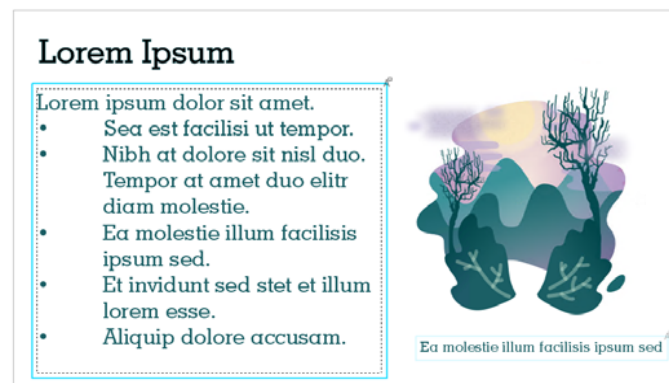 Lorem Ipsum
Lorem ipsum dolor sit amet.
• Sea est facilisi ut tempor.
• Nibh at dolore sit nisl duo.
Tempor at amet duo elitr
diam molestie.
• Ea molestie illum facilisis
ipsum sed.
• Et invidunt sed stet et illum
lorem esse.
• Aliquip dolore accusam.
Ea molestie illum facilisis ipsum sed